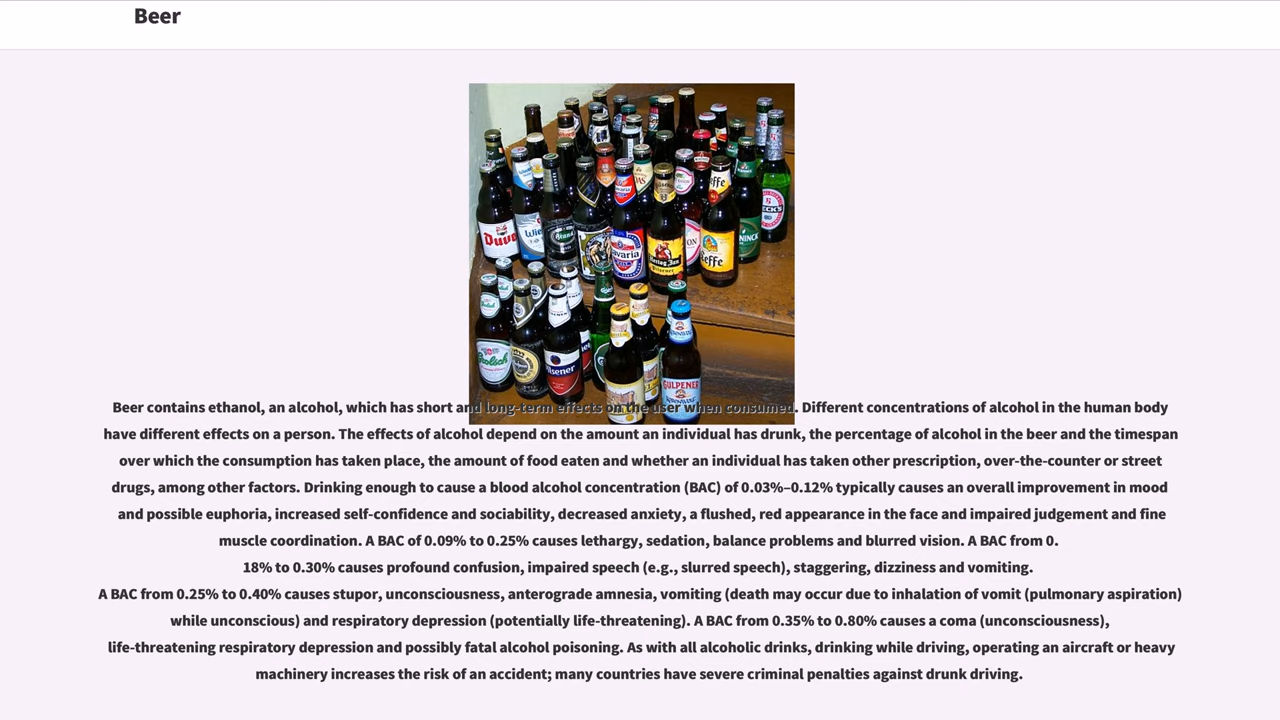 Beer
Duvel
Wie
Brand
Bavaria
Leffe
BECK'S
Grolsch
Pilsener
GULPENER
Beer contains ethanol, an alcohol, which has short and long-term effects on the user when consumed. Different concentrations of alcohol in the human body
have different effects on a person. The effects of alcohol depend on the amount an individual has drunk, the percentage of alcohol in the beer and the timespan
over which the consumption has taken place, the amount of food eaten and whether an individual has taken other prescription, over-the-counter or street
drugs, among other factors. Drinking enough to cause a blood alcohol concentration (BAC) of 0.03%–0.12% typically causes an overall improvement in mood
and possible euphoria, increased self-confidence and sociability, decreased anxiety, a flushed, red appearance in the face and impaired judgement and fine
muscle coordination. A BAC of 0.09% to 0.25% causes lethargy, sedation, balance problems and blurred vision. A BAC from 0.
18% to 0.30% causes profound confusion, impaired speech (e.g., slurred speech), staggering, dizziness and vomiting.
A BAC from 0.25% to 0.40% causes stupor, unconsciousness, anterograde amnesia, vomiting (death may occur due to inhalation of vomit (pulmonary aspiration)
while unconscious) and respiratory depression (potentially life-threatening). A BAC from 0.35% to 0.80% causes a coma (unconsciousness),
life-threatening respiratory depression and possibly fatal alcohol poisoning. As with all alcoholic drinks, drinking while driving, operating an aircraft or heavy
machinery increases the risk of an accident; many countries have severe criminal penalties against drunk driving.